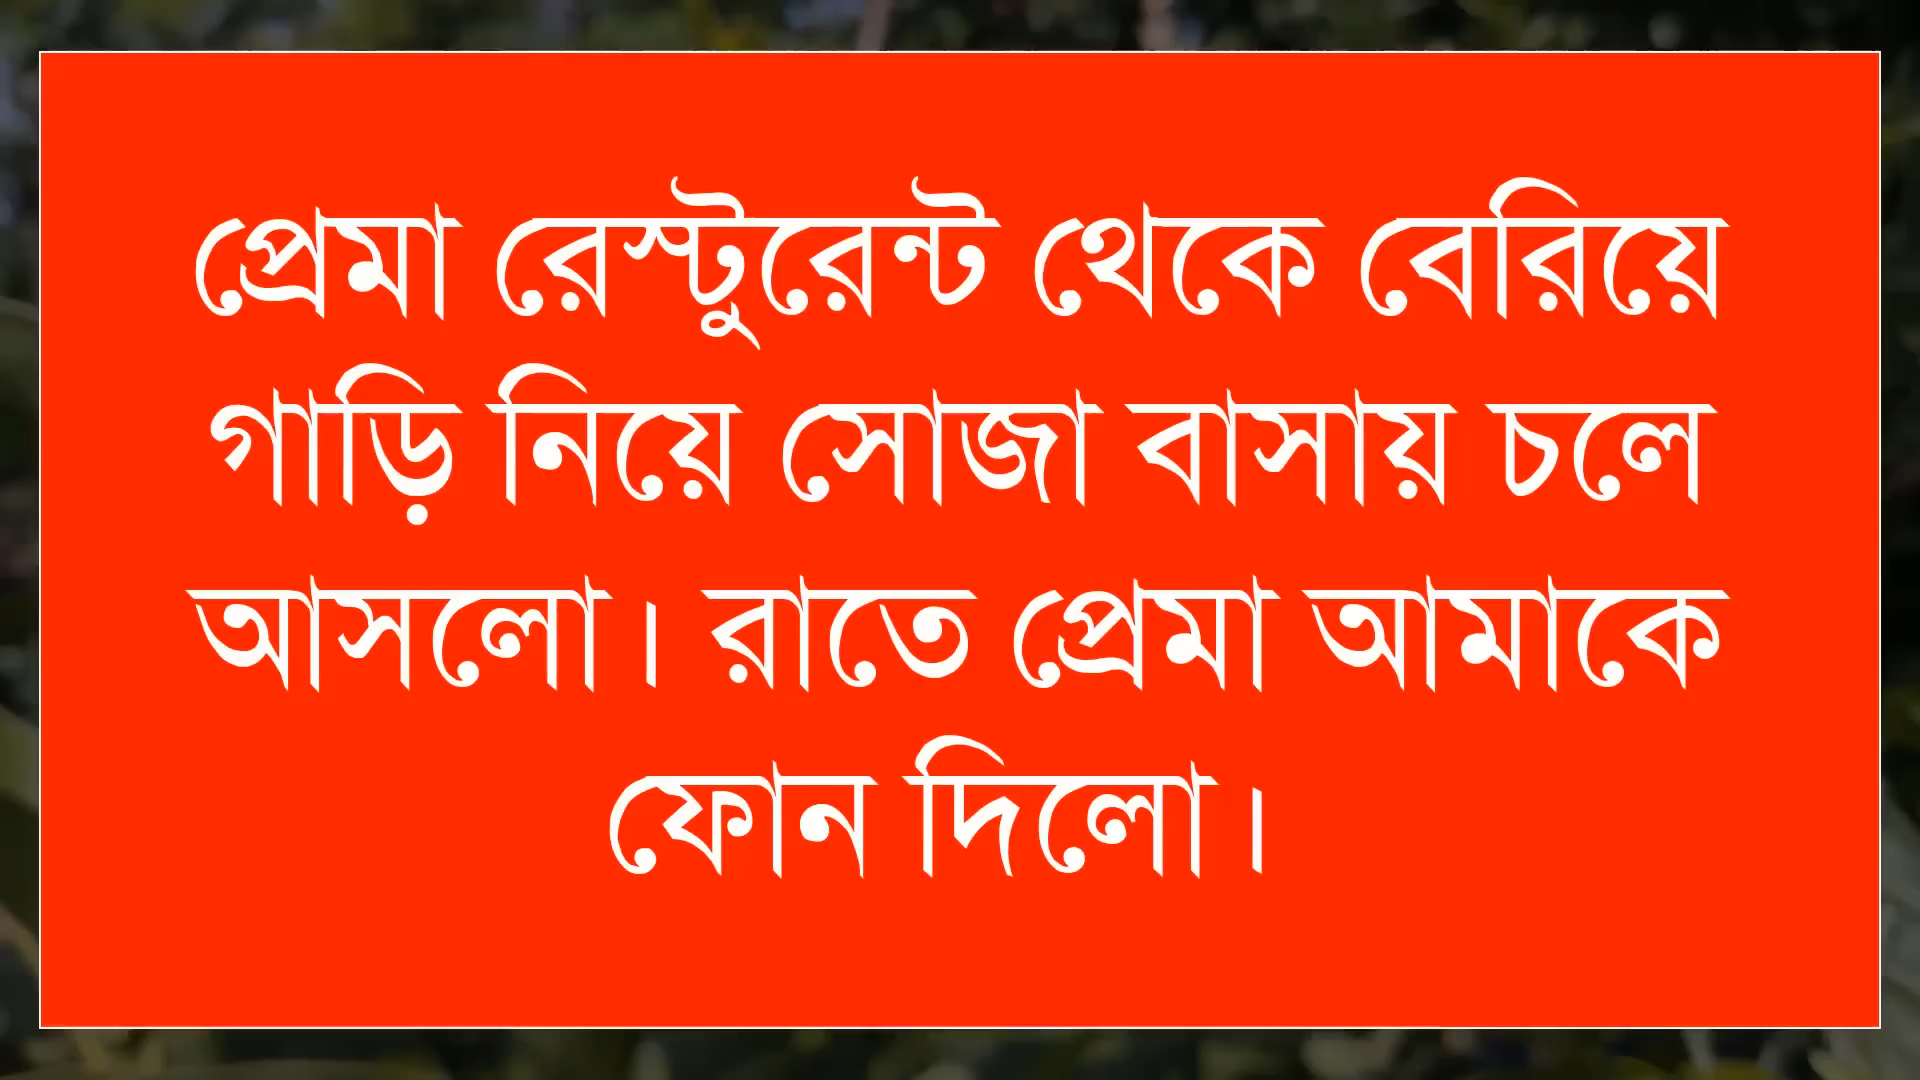 প্রেমা রেস্টুরেন্ট থেকে বেরিয়ে
গাড়ি নিয়ে সোজা বাসায় চলে
আসলো। রাতে প্রেমা আমাকে
ফোন দিলো।